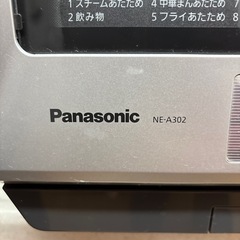 1 スチームあたため 4 中華まんあたため 7
2 飲み物 5 フライあたため 8
Panasonic NE-A302